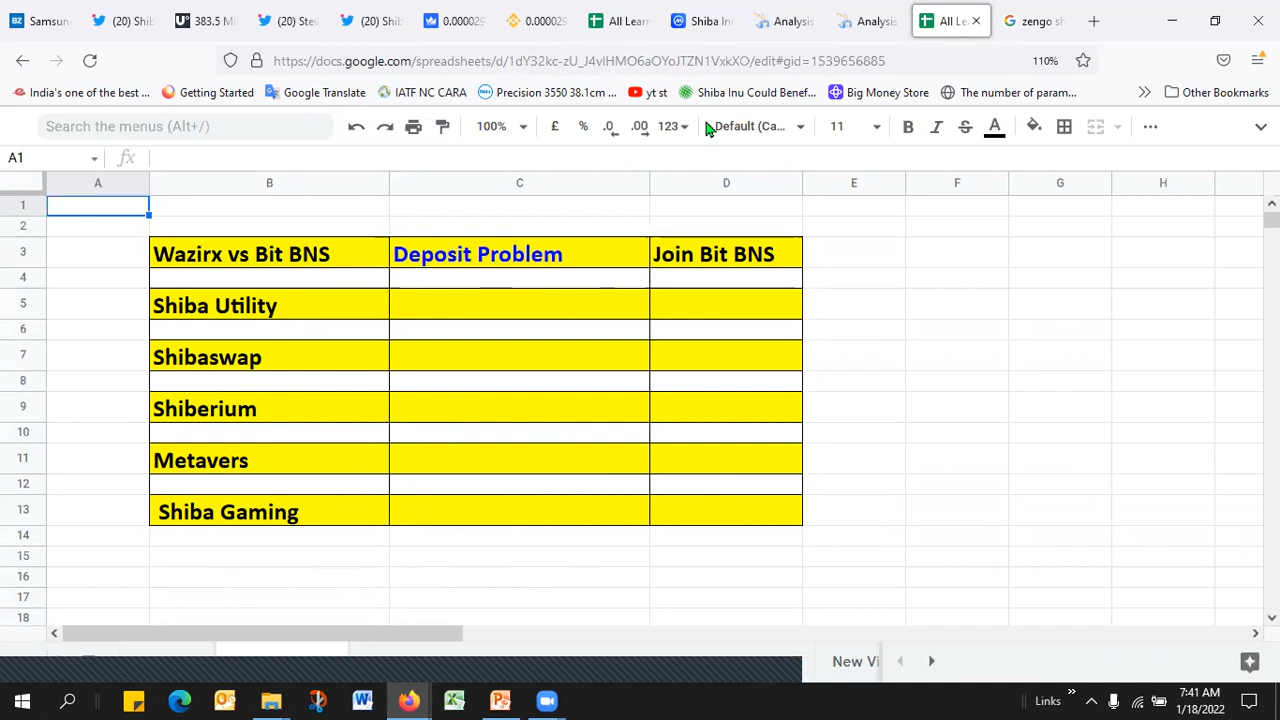 Samsun
(20) Shib
383.5 M
(20) Stev
(20) Shib
0.000029
0.000029
All Learn
Shiba Inu
Analysis
Analysis
All Le
zengo sh
https://docs.google.com/spreadsheets/d/1dY32kc-zU_J4vlHMO6aOYoJTZN1VxkXO/edit#gid=1539656885
110%
India's one of the best ...
Getting Started
Google Translate
IATF NC CARA
Precision 3550 38.1cm ...
yt st
Shiba Inu Could Benef...
Big Money Store
The number of param...
Other Bookmarks
Search the menus (Alt+/)
100%
£
%
.0
.00
123
Default (Ca...
11
B
I
S
A
A1
fx
A B C D E F G H
1
2
3 Wazirx vs Bit BNS Deposit Problem Join Bit BNS
4
5 Shiba Utility
6
7 Shibaswap
8
9 Shiberium
10
11 Metavers
12
13 Shiba Gaming
14
15
16
17
18
New Vi
Links
7:41 AM
1/18/2022